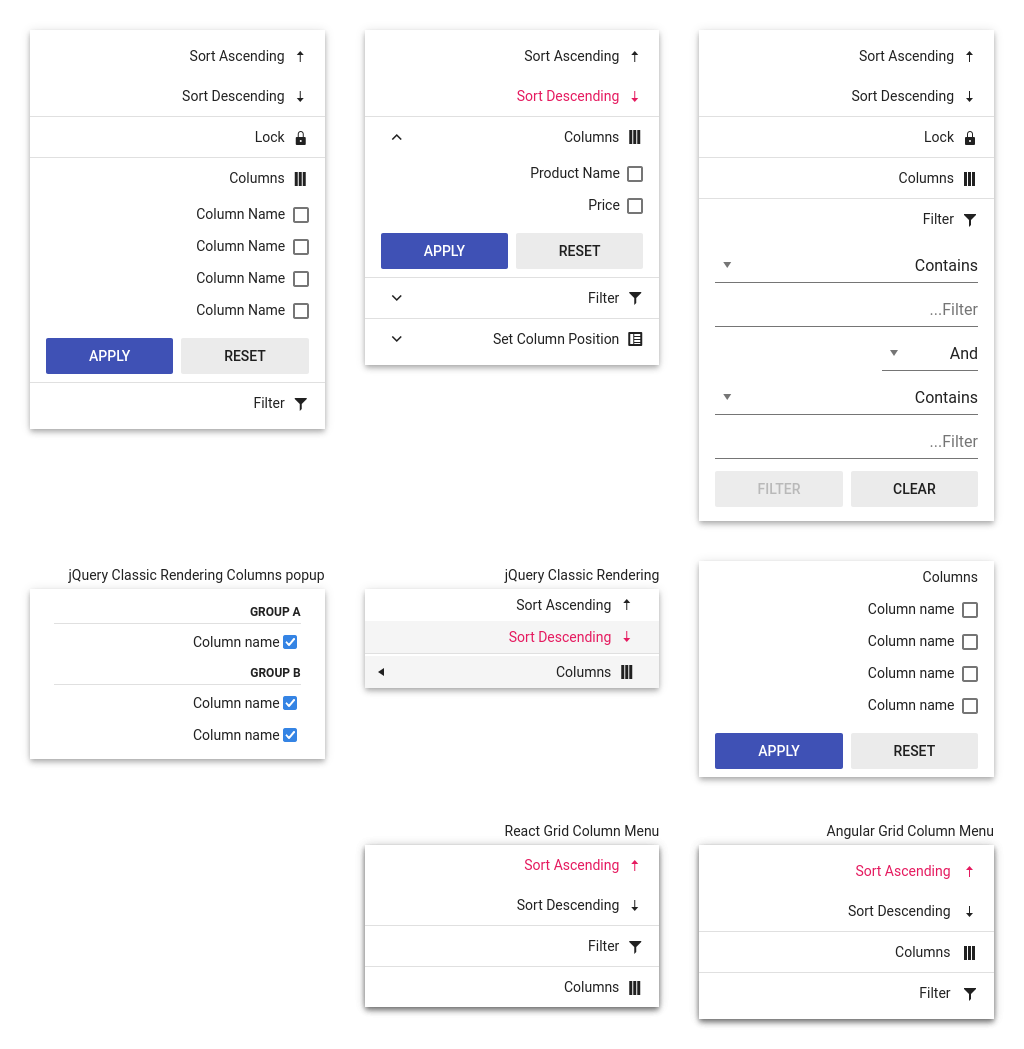 Sort Ascending
Sort Descending
Lock
Columns
Column Name
Column Name
Column Name
Column Name
APPLY RESET
Filter
Sort Ascending
Sort Descending
Columns
Product Name
Price
APPLY RESET
Filter
Set Column Position
Sort Ascending
Sort Descending
Lock
Columns
Filter
Contains
...Filter
And
Contains
...Filter
FILTER CLEAR
jQuery Classic Rendering Columns popup
GROUP A
Column name
GROUP B
Column name
Column name
jQuery Classic Rendering
Sort Ascending
Sort Descending
Columns
Columns
Column name
Column name
Column name
Column name
APPLY RESET
React Grid Column Menu
Sort Ascending
Sort Descending
Filter
Columns
Angular Grid Column Menu
Sort Ascending
Sort Descending
Columns
Filter